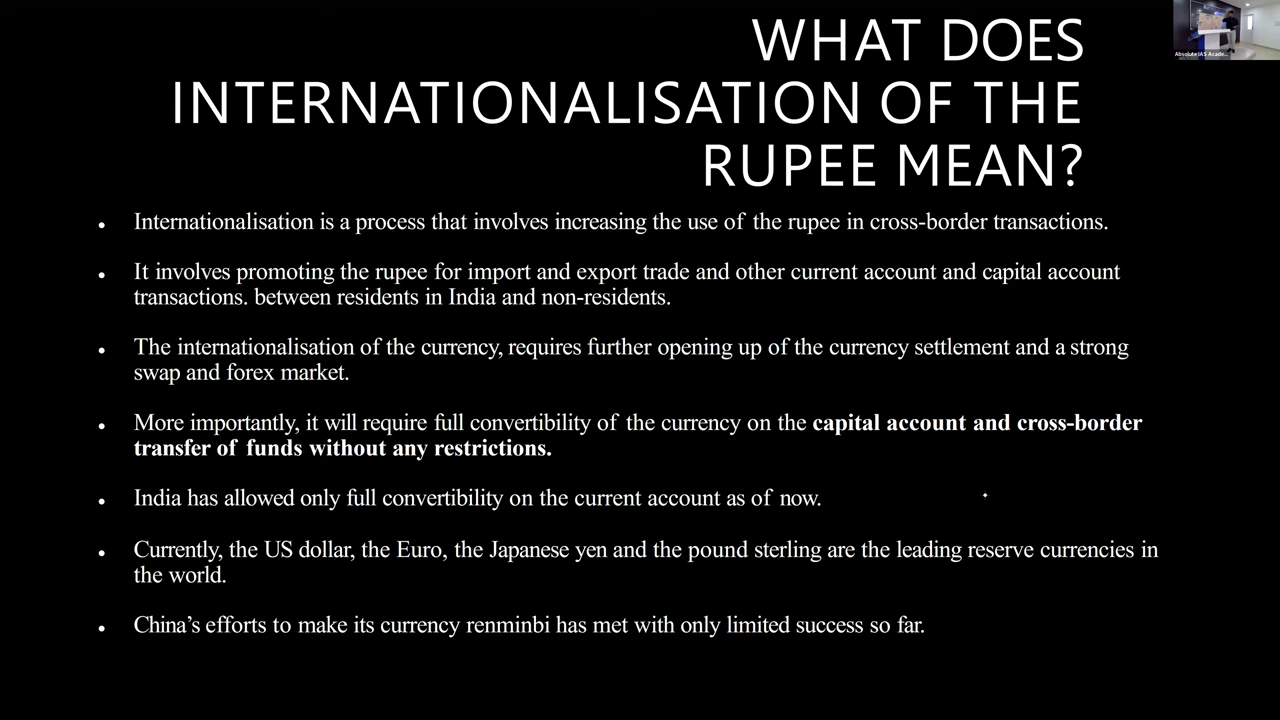 WHAT DOES
INTERNATIONALISATION OF THE
RUPEE MEAN?
Absolute IAS Acade...
• Internationalisation is a process that involves increasing the use of the rupee in cross-border transactions.
• It involves promoting the rupee for import and export trade and other current account and capital account
transactions. between residents in India and non-residents.
• The internationalisation of the currency, requires further opening up of the currency settlement and a strong
swap and forex market.
• More importantly, it will require full convertibility of the currency on the capital account and cross-border
transfer of funds without any restrictions.
• India has allowed only full convertibility on the current account as of now.
• Currently, the US dollar, the Euro, the Japanese yen and the pound sterling are the leading reserve currencies in
the world.
• China’s efforts to make its currency renminbi has met with only limited success so far.